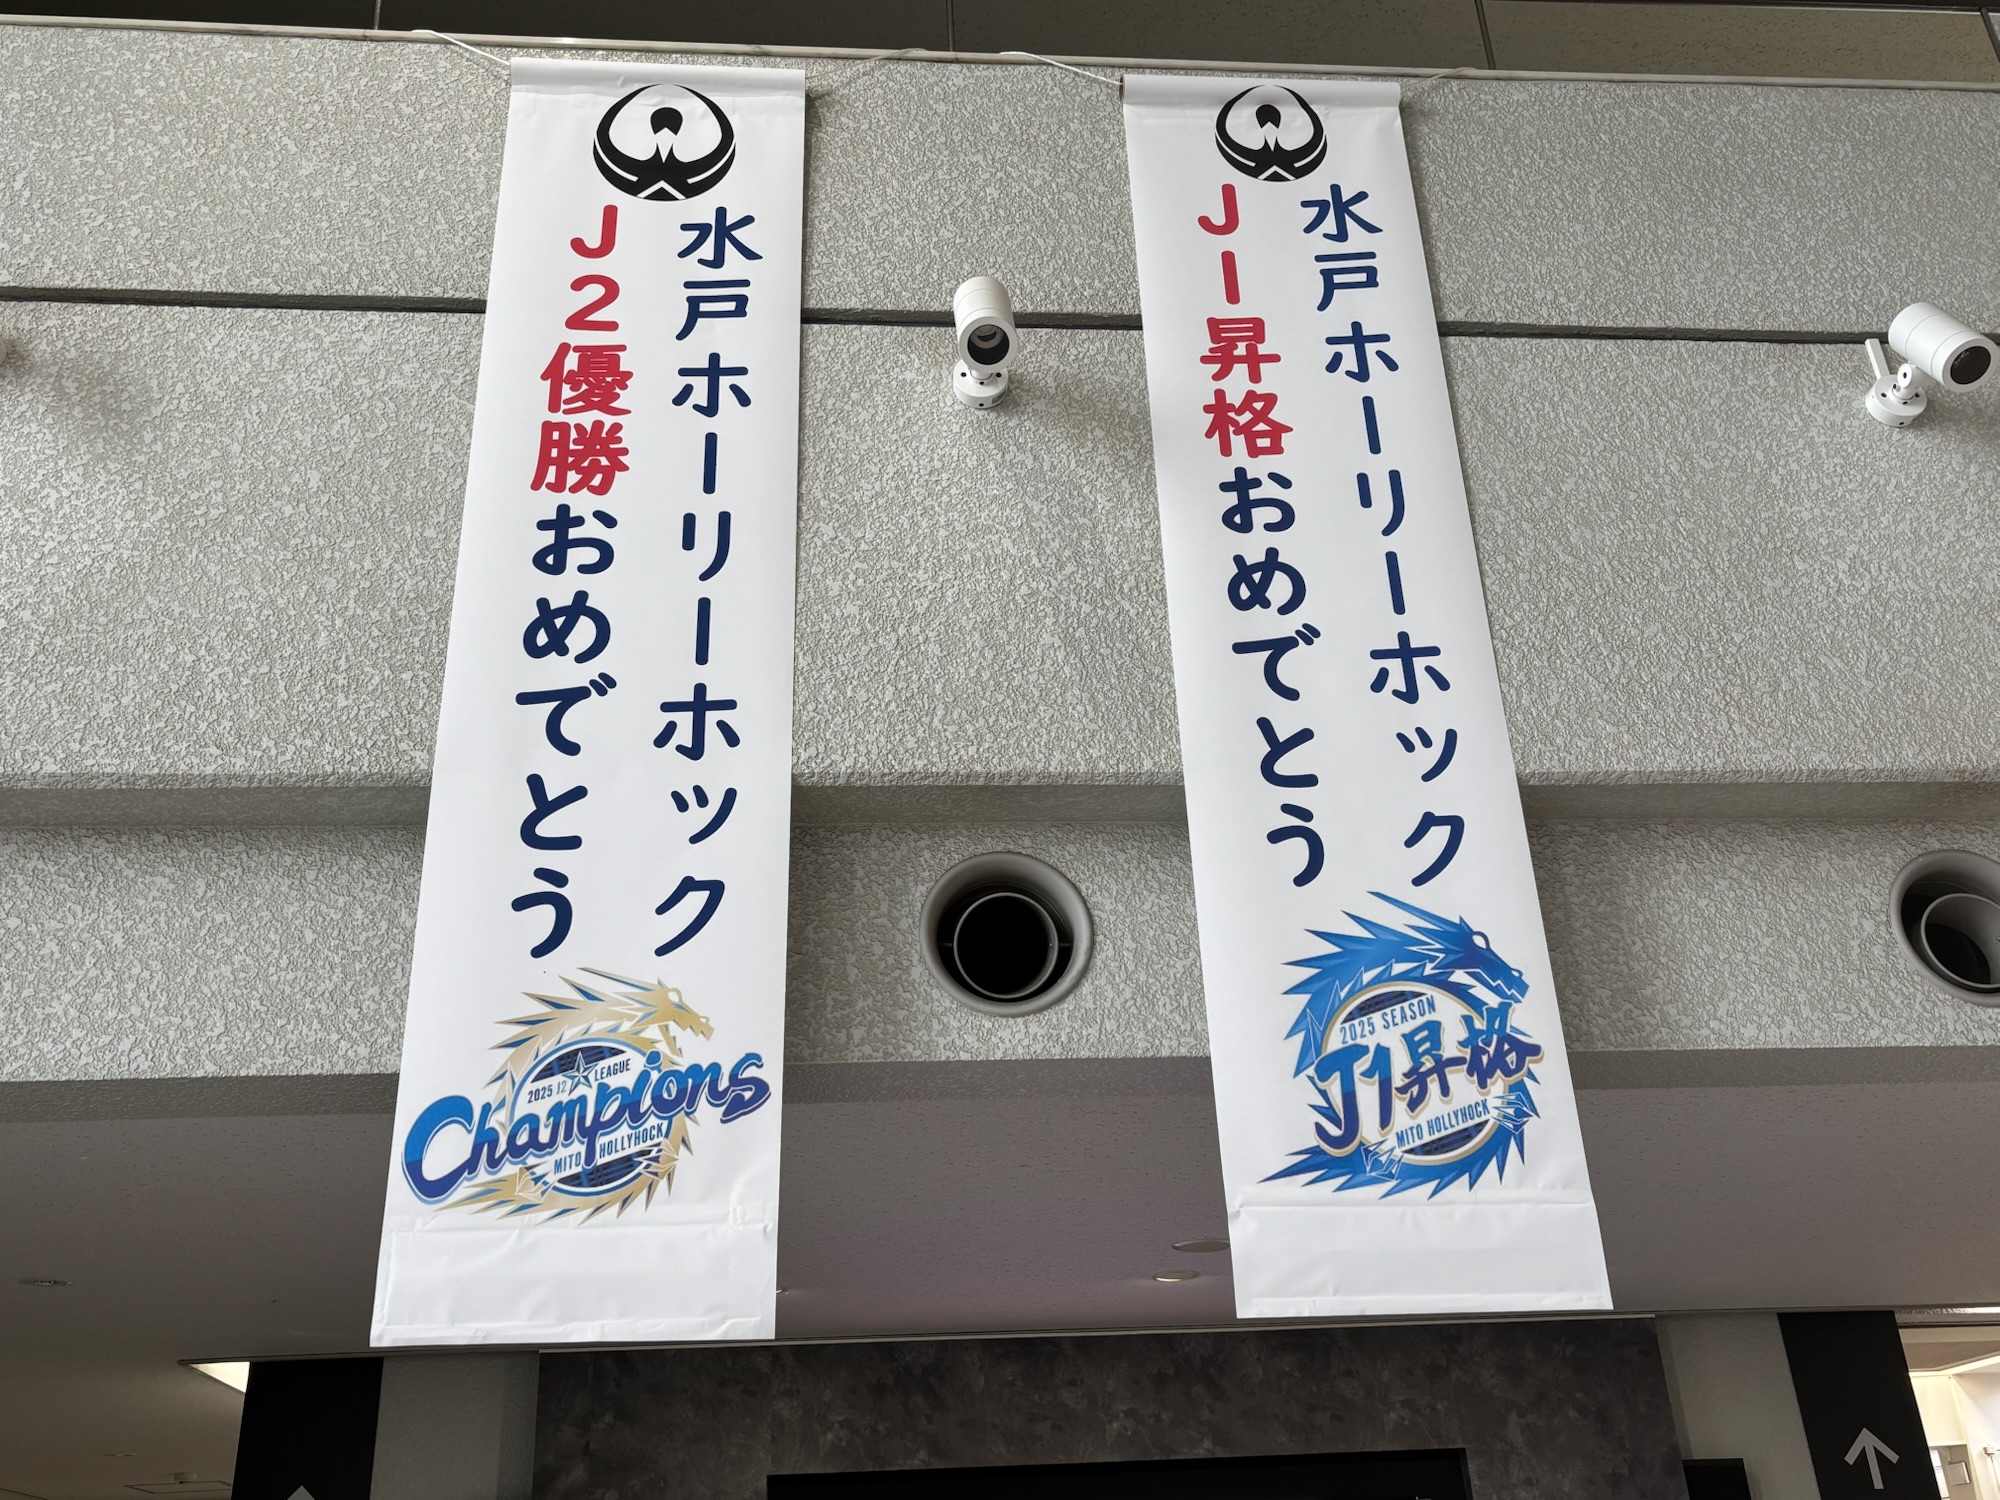 水戸ホーリーホック
J2優勝おめでとう
2025 J2 LEAGUE
Champions
MITO HOLLYHOCK
水戸ホーリーホック
J1昇格おめでとう
2025 SEASON
J1昇格
MITO HOLLYHOCK